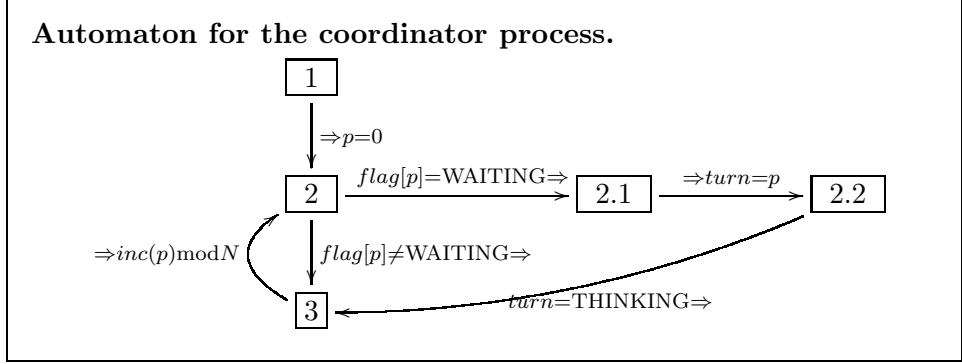 Automaton for the coordinator process.
1
⇒p=0
2
flag[p]=WAITING⇒
2.1
⇒turn=p
2.2
⇒inc(p)modN
flag[p]≠WAITING⇒
turn=THINKING⇒
3